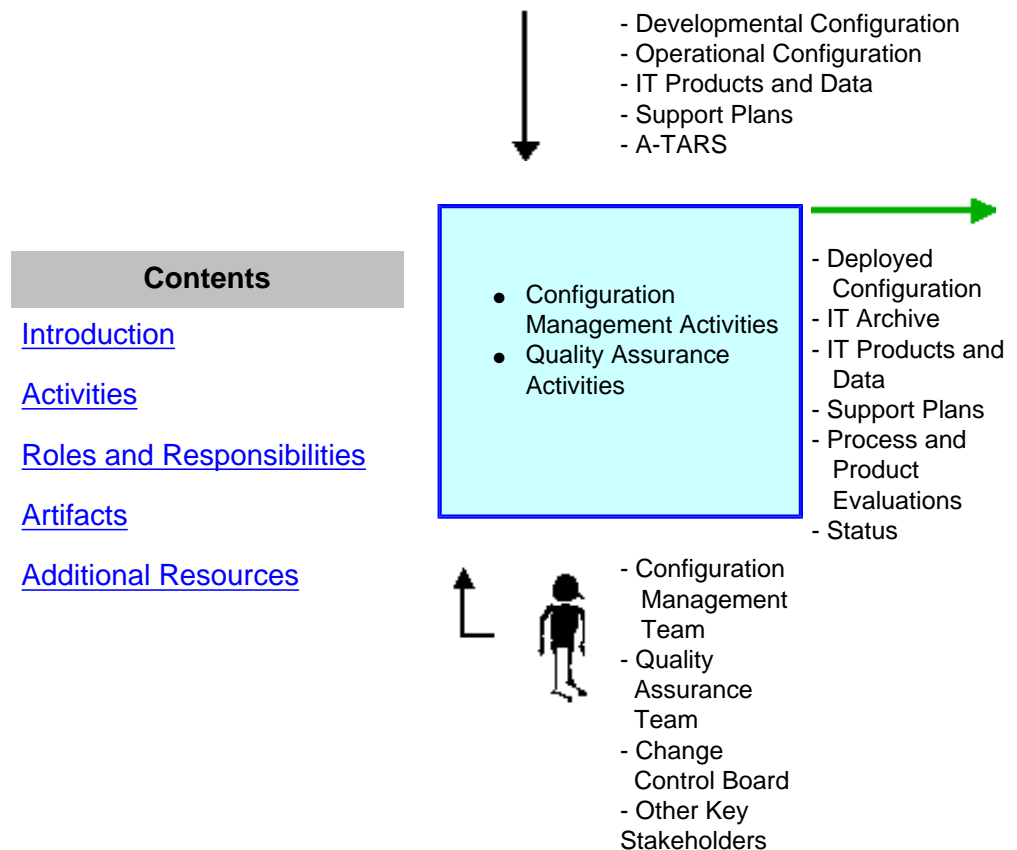 - Developmental Configuration
- Operational Configuration
- IT Products and Data
- Support Plans
- A-TARS
Contents
Introduction
Activities
Roles and Responsibilities
Artifacts
Additional Resources
● Configuration
Management Activities
● Quality Assurance
Activities
- Deployed
Configuration
- IT Archive
- IT Products and
Data
- Support Plans
- Process and
Product
Evaluations
- Status
- Configuration
Management
Team
- Quality
Assurance
Team
- Change
Control Board
- Other Key
Stakeholders